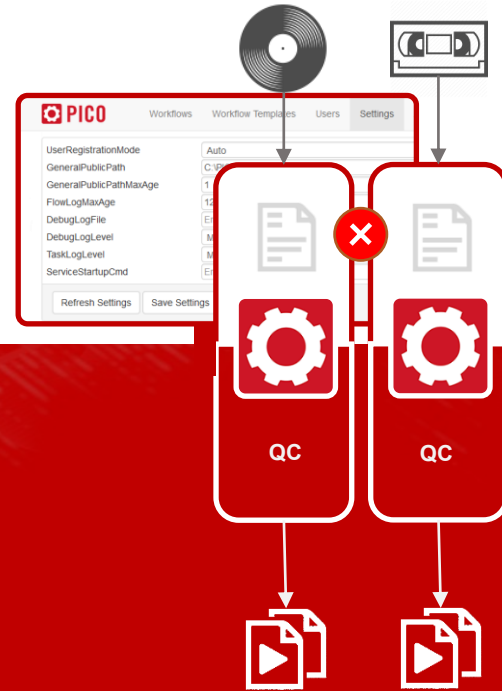 PICO Workflows Workflow Templates Users Settings
UserRegistrationMode Auto
GeneralPublicPath
GeneralPublicPathMaxAge 1
FlowLogMaxAge 12
DebugLogFile
DebugLogLevel
TaskLogLevel
ServiceStartupCmd
Refresh Settings Save Settings
QC QC